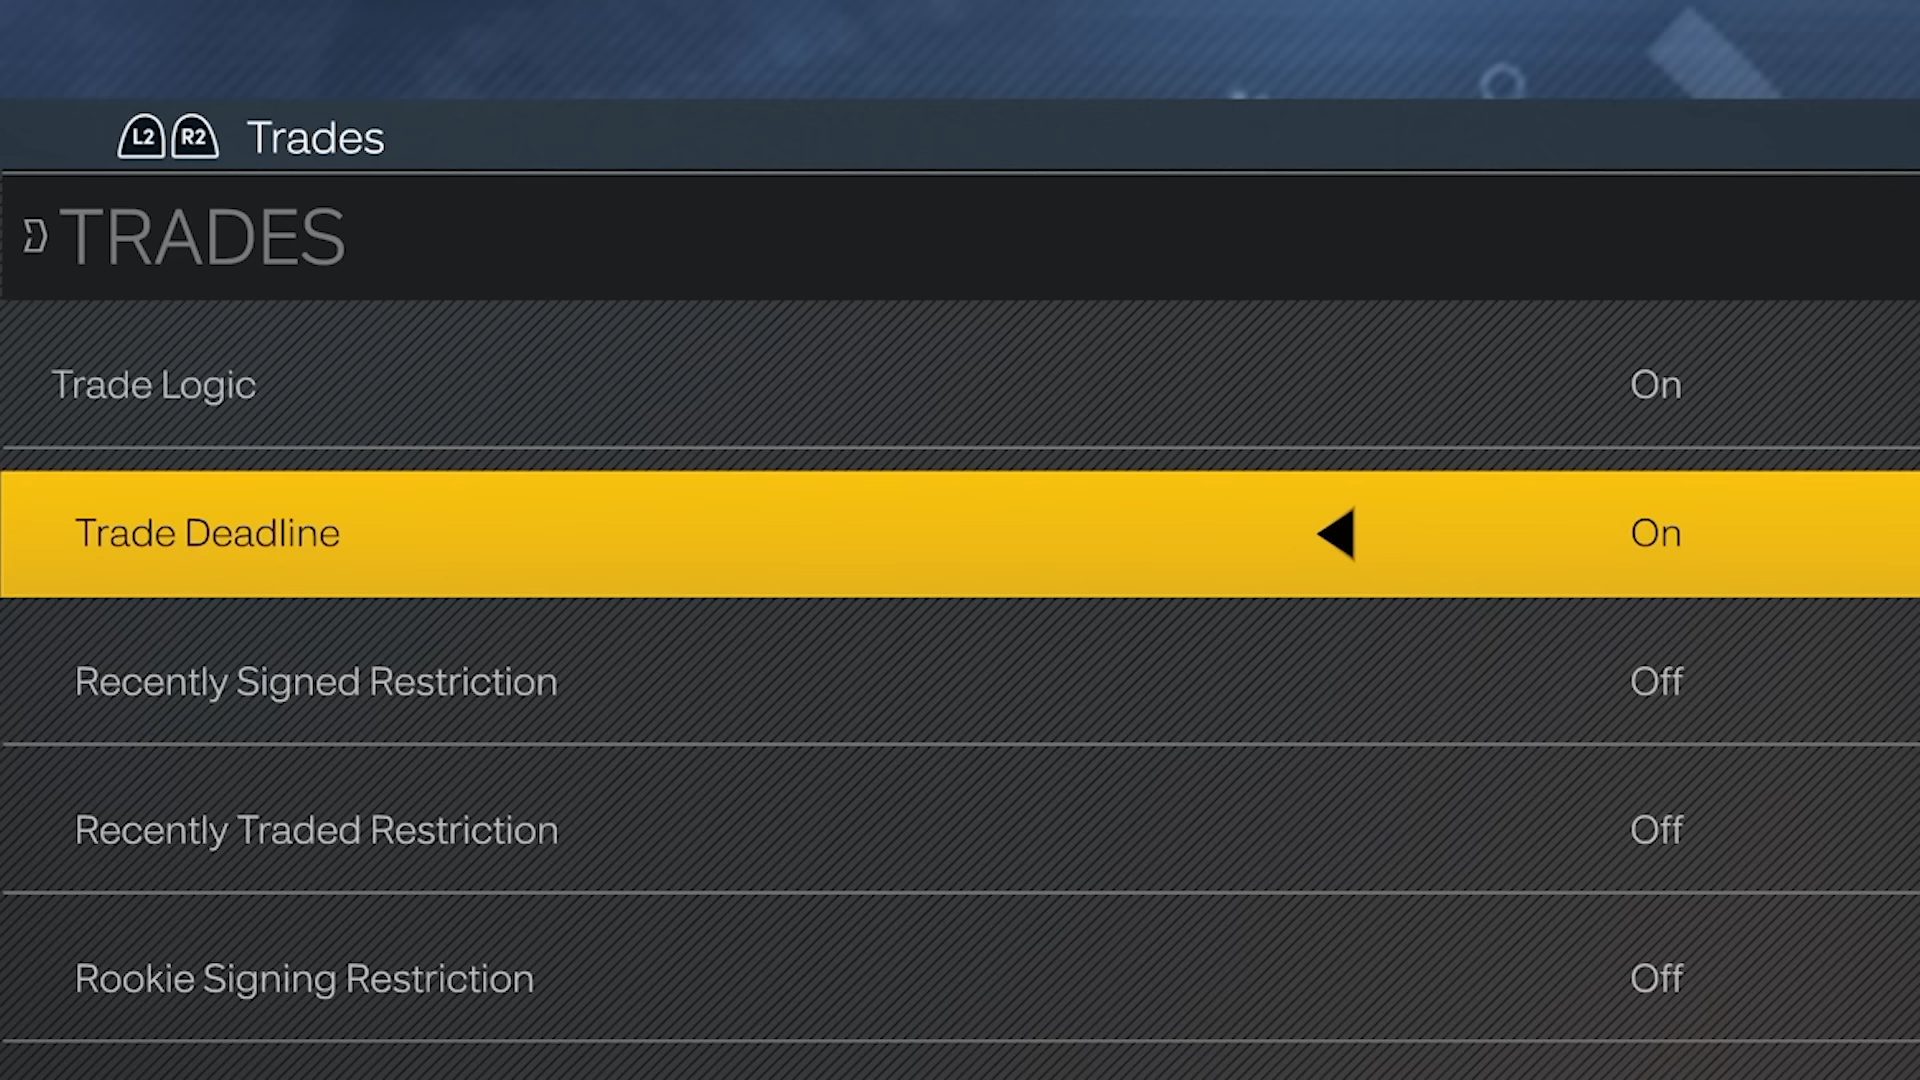 L2 R2 Trades
TRADES
Trade Logic On
Trade Deadline On
Recently Signed Restriction Off
Recently Traded Restriction Off
Rookie Signing Restriction Off